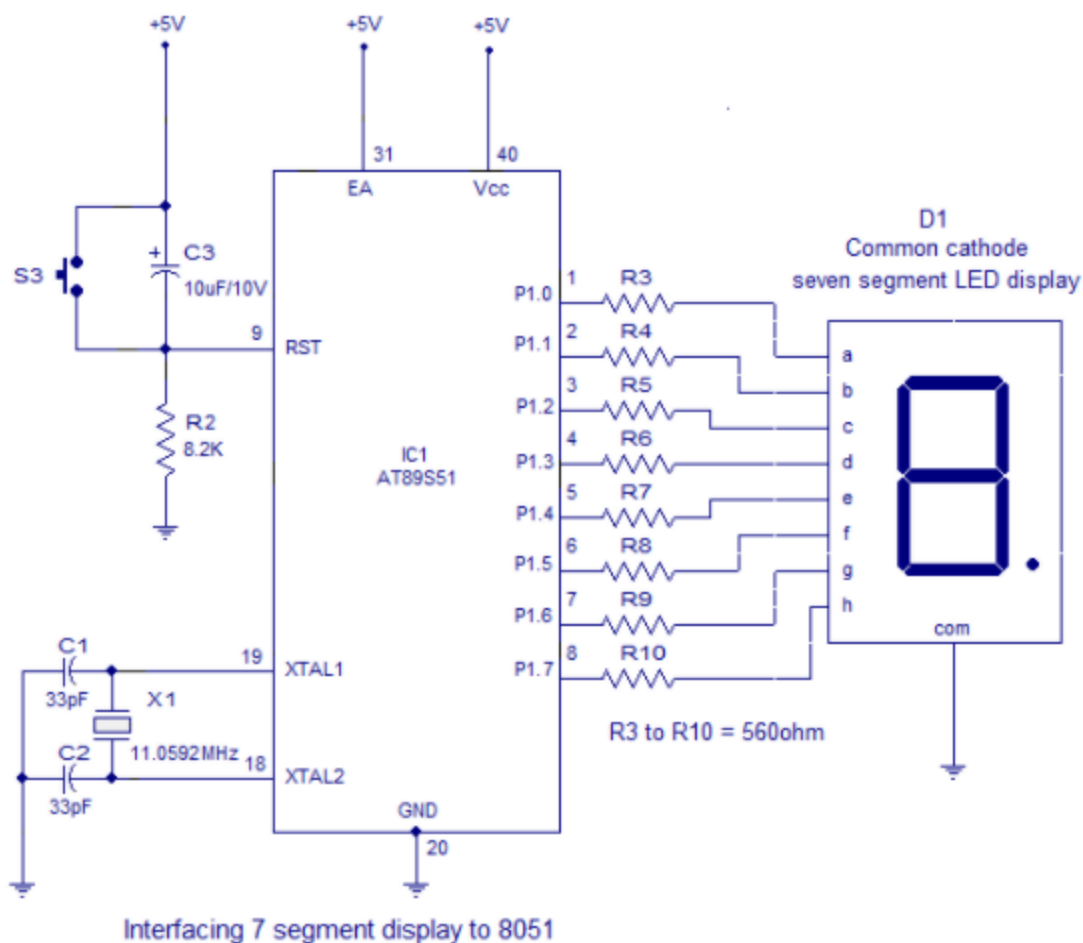 +5V
+5V
+5V
31
40
EA
Vcc
D1
Common cathode
seven segment LED display
S3
+
C3
10uF/10V
9
RST
R2
8.2K
IC1
AT89S51
P1.0
1
R3
a
P1.1
2
R4
b
P1.2
3
R5
c
P1.3
4
R6
d
P1.4
5
R7
e
P1.5
6
R8
f
P1.6
7
R9
g
P1.7
8
R10
h
com
R3 to R10 = 560ohm
C1
33pF
19
XTAL1
X1
11.0592MHz
C2
33pF
18
XTAL2
GND
20
Interfacing 7 segment display to 8051